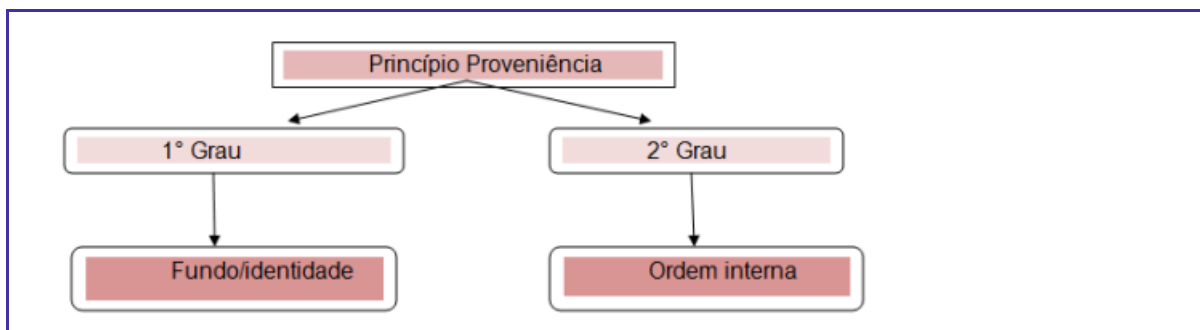 Princípio Proveniência
1° Grau
2° Grau
Fundo/identidade
Ordem interna